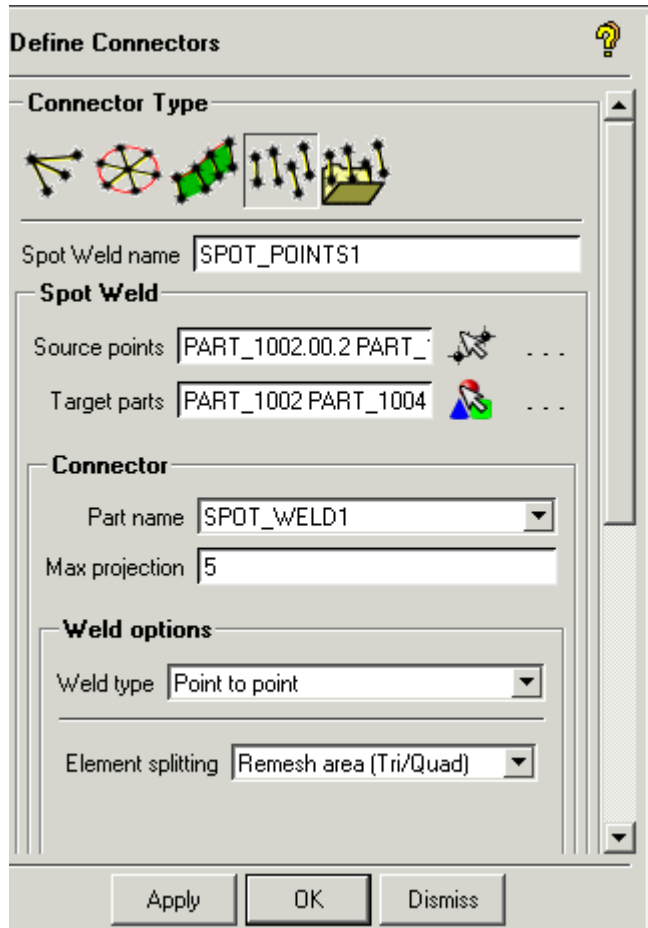 Define Connectors
Connector Type
Spot Weld name SPOT_POINTS1
Spot Weld
Source points PART_1002.00.2 PART_ ...
Target parts PART_1002 PART_1004 ...
Connector
Part name SPOT_WELD1
Max projection 5
Weld options
Weld type Point to point
Element splitting Remesh area (Tri/Quad)
Apply OK Dismiss